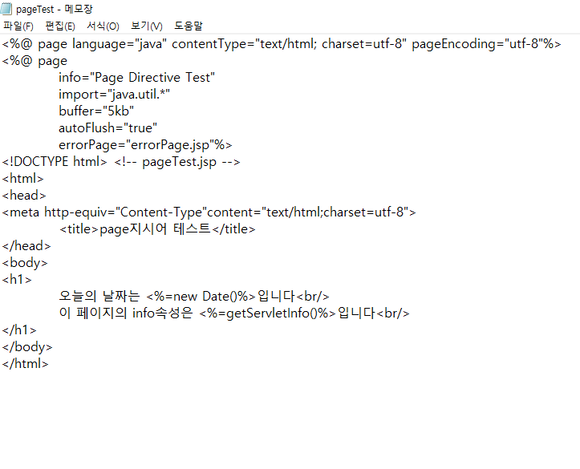 pageTest - 메모장
파일(F) 편집(E) 서식(O) 보기(V) 도움말
<%@ page language="java" contentType="text/html; charset=utf-8" pageEncoding="utf-8"%>
<%@ page
info="Page Directive Test"
import="java.util.*"
buffer="5kb"
autoFlush="true"
errorPage="errorPage.jsp"%>
<!DOCTYPE html> <!-- pageTest.jsp -->
<html>
<head>
<meta http-equiv="Content-Type"content="text/html;charset=utf-8">
<title>page지시어 테스트</title>
</head>
<body>
<h1>
오늘의 날짜는 <%=new Date()%>입니다<br/>
이 페이지의 info속성은 <%=getServletInfo()%>입니다<br/>
</h1>
</body>
</html>